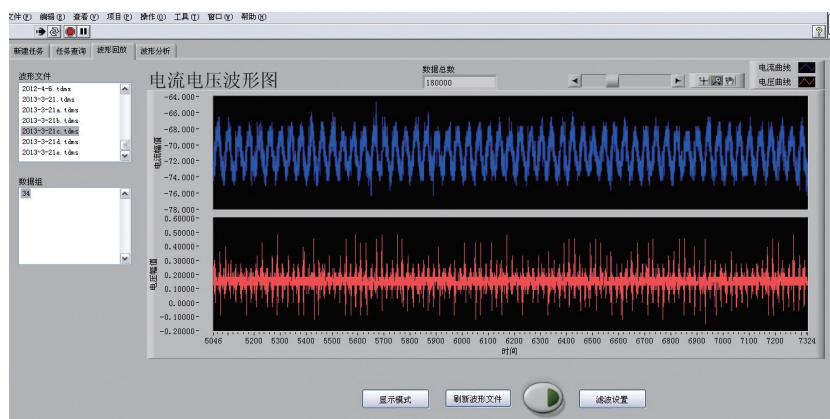 文件(F) 编辑(E) 查看(V) 项目(P) 操作(O) 工具(T) 窗口(W) 帮助(H)
新建任务 任务查询 波形回放 波形分析
波形文件
2012-4-6.tdms
2013-3-21.tdms
2013-3-21a.tdms
2013-3-21b.tdms
2013-3-21c.tdms
2013-3-21d.tdms
2013-3-21e.tdms
数据组
34
电流电压波形图
数据总数
180000
电流曲线
电压曲线
电流幅值
-64.000
-66.000
-68.000
-70.000
-72.000
-74.000
-76.000
-78.000
电压幅值
0.60000
0.50000
0.40000
0.30000
0.20000
0.10000
0.0000
-0.10000
-0.20000
5046 5200 5300 5400 5500 5600 5700 5800 5900 6000 6100 6200 6300 6400 6500 6600 6700 6800 6900 7000 7100 7200 7324
时间
显示模式 刷新波形文件 滤波设置